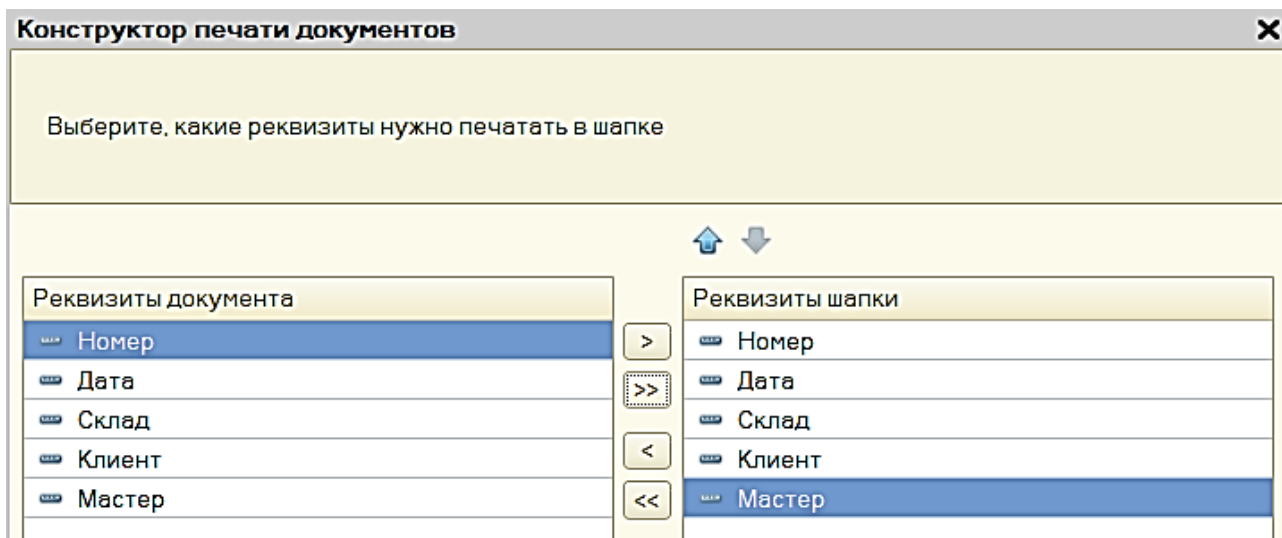 Конструктор печати документов
Выберите, какие реквизиты нужно печатать в шапке
Реквизиты документа
Номер
Дата
Склад
Клиент
Мастер
>
>>
<
<<
Реквизиты шапки
Номер
Дата
Склад
Клиент
Мастер